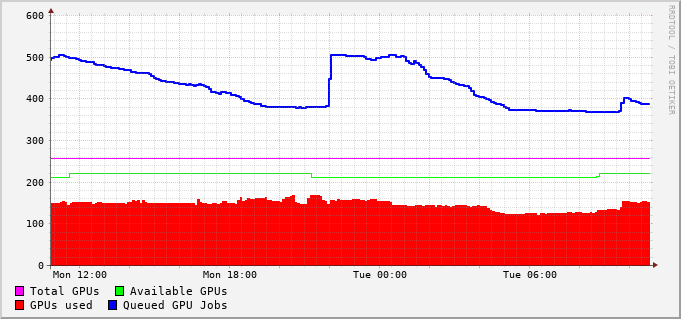 600
500
400
300
200
100
0
Mon 12:00 Mon 18:00 Tue 00:00 Tue 06:00
Total GPUs Available GPUs
GPUs used Queued GPU Jobs
RRDTOOL / TOBI OETIKER